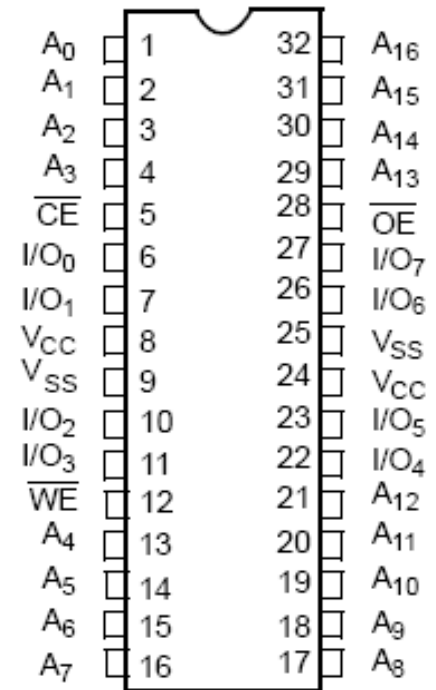 A0 1 32 A16
A1 2 31 A15
A2 3 30 A14
A3 4 29 A13
C̅E̅ 5 28 O̅E̅
I/O0 6 27 I/O7
I/O1 7 26 I/O6
VCC 8 25 VSS
VSS 9 24 VCC
I/O2 10 23 I/O5
I/O3 11 22 I/O4
W̅E̅ 12 21 A12
A4 13 20 A11
A5 14 19 A10
A6 15 18 A9
A7 16 17 A8